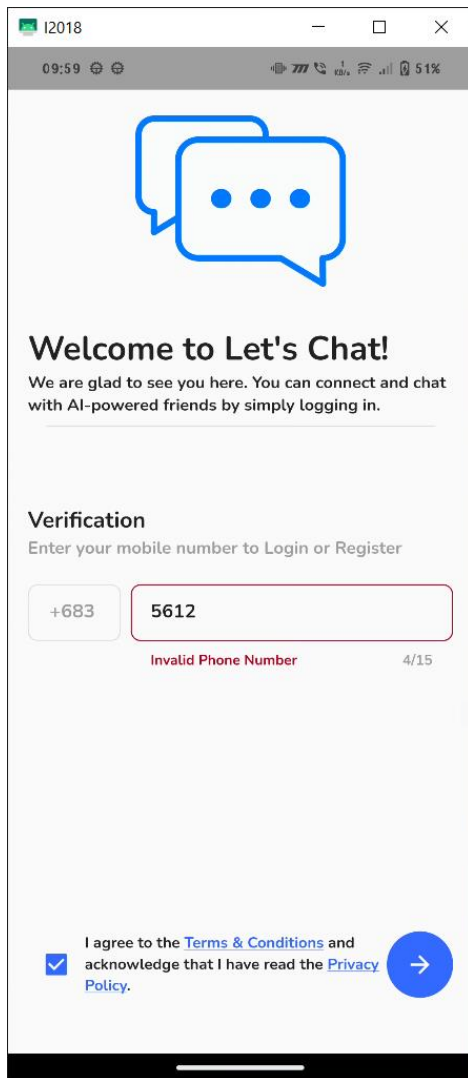 I2018
09:59
1
KB/s
51%
Welcome to Let's Chat!
We are glad to see you here. You can connect and chat
with AI-powered friends by simply logging in.
Verification
Enter your mobile number to Login or Register
+683
5612
Invalid Phone Number
4/15
I agree to the Terms & Conditions and
acknowledge that I have read the Privacy
Policy.